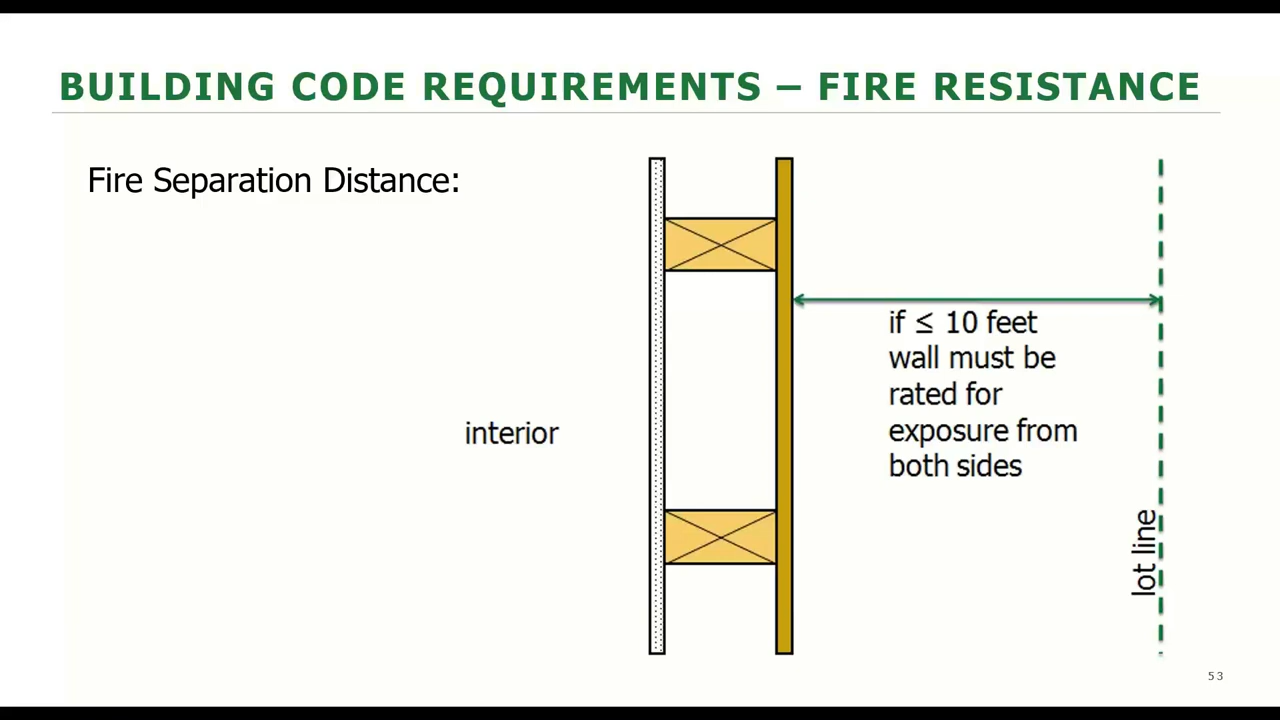 BUILDING CODE REQUIREMENTS – FIRE RESISTANCE
Fire Separation Distance:
if ≤ 10 feet
wall must be
rated for
exposure from
both sides
interior
lot line
53